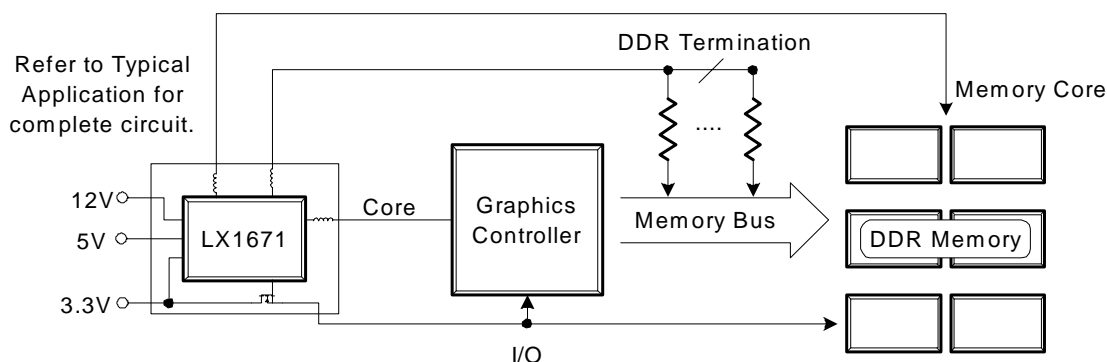 DDR Termination
Refer to Typical
Application for
complete circuit.
Memory Core
....
12V
5V
3.3V
LX1671
Core
Graphics
Controller
Memory Bus
DDR Memory
I/O